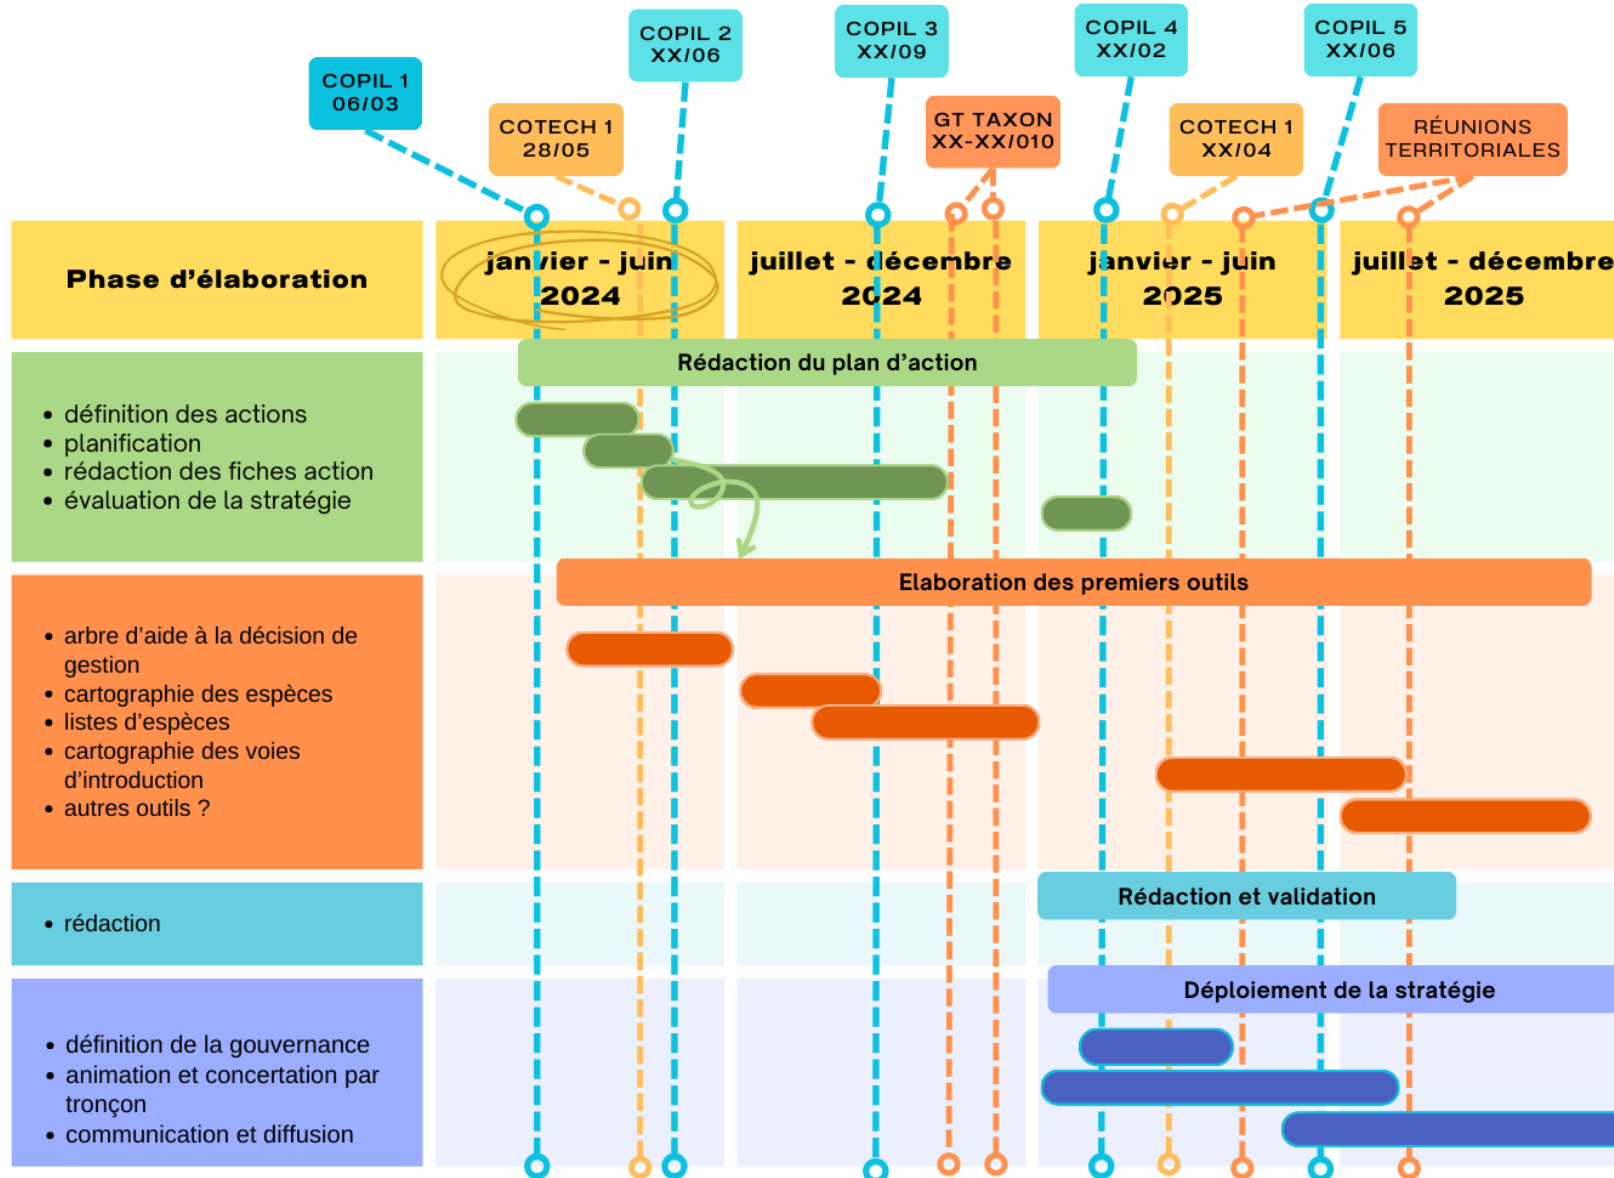 COPIL 1
06/03
COTECH 1
28/05
COPIL 2
XX/06
COPIL 3
XX/09
GT TAXON
XX-XX/010
COPIL 4
XX/02
COTECH 1
XX/04
COPIL 5
XX/06
RÉUNIONS
TERRITORIALES
Phase d'élaboration
janvier - juin
2024
juillet - décembre
2024
janvier - juin
2025
juillet - décembre
2025
Rédaction du plan d'action
• définition des actions
• planification
• rédaction des fiches action
• évaluation de la stratégie
Elaboration des premiers outils
• arbre d'aide à la décision de
gestion
• cartographie des espèces
• listes d'espèces
• cartographie des voies
d'introduction
• autres outils ?
Rédaction et validation
• rédaction
Déploiement de la stratégie
• définition de la gouvernance
• animation et concertation par
tronçon
• communication et diffusion